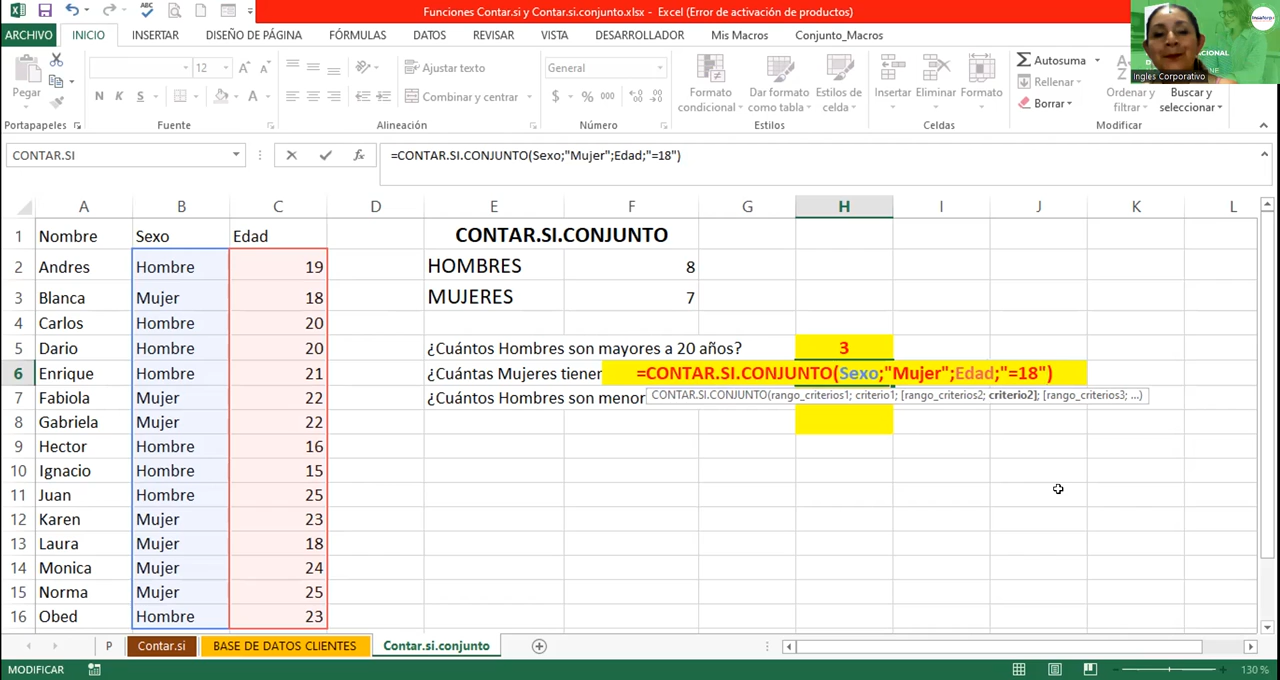 Funciones Contar.si y Contar.si.conjunto.xlsx - Excel (Error de activación de productos)
ARCHIVO INICIO INSERTAR DISEÑO DE PÁGINA FÓRMULAS DATOS REVISAR VISTA DESARROLLADOR Mis Macros Conjunto_Macros
Ingles Corporativo
Pegar
12
N K S
Ajustar texto
Combinar y centrar
General
$ % 000
Formato condicional
Dar formato como tabla
Estilos de celda
Insertar Eliminar Formato
Autosuma
Rellenar
Borrar
Ordenar y filtrar
Buscar y seleccionar
Portapapeles Fuente Alineación Número Estilos Celdas Modificar
CONTAR.SI fx =CONTAR.SI.CONJUNTO(Sexo;"Mujer";Edad;"=18")
A B C D E F G H I J K L
1 Nombre Sexo Edad CONTAR.SI.CONJUNTO
2 Andres Hombre 19 HOMBRES 8
3 Blanca Mujer 18 MUJERES 7
4 Carlos Hombre 20
5 Dario Hombre 20 ¿Cuántos Hombres son mayores a 20 años? 3
6 Enrique Hombre 21 ¿Cuántas Mujeres tienen =CONTAR.SI.CONJUNTO(Sexo;"Mujer";Edad;"=18")
7 Fabiola Mujer 22 ¿Cuántos Hombres son menor CONTAR.SI.CONJUNTO(rango_criterios1; criterio1; [rango_criterios2; criterio2]; [rango_criterios3; ...)
8 Gabriela Mujer 22
9 Hector Hombre 16
10 Ignacio Hombre 15
11 Juan Hombre 25
12 Karen Mujer 23
13 Laura Mujer 18
14 Monica Mujer 24
15 Norma Mujer 25
16 Obed Hombre 23
P Contar.si BASE DE DATOS CLIENTES Contar.si.conjunto
MODIFICAR 130 %